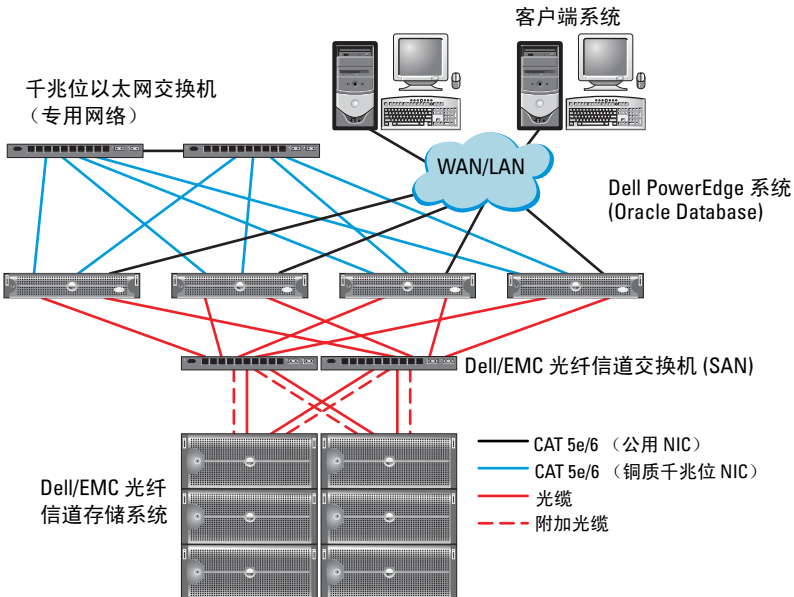 客户端系统
千兆位以太网交换机
（专用网络）
WAN/LAN
Dell PowerEdge 系统
(Oracle Database)
Dell/EMC 光纤信道交换机 (SAN)
Dell/EMC 光纤
信道存储系统
CAT 5e/6 （公用 NIC）
CAT 5e/6 （铜质千兆位 NIC）
光缆
附加光缆